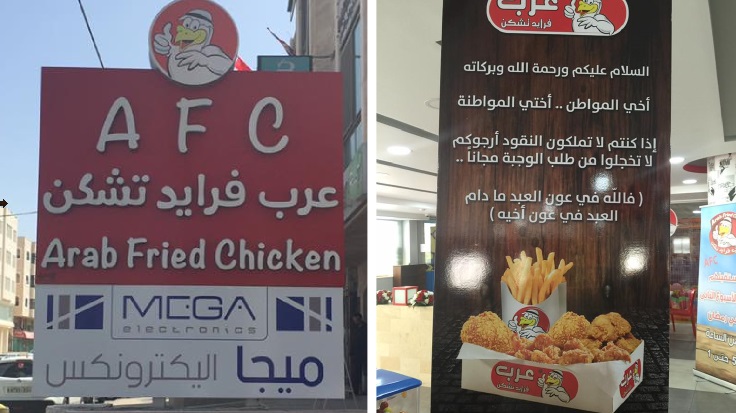 A F C
عرب فرايد تشكن
Arab Fried Chicken
MEGA
electronics
ميجا اليكترونكس
عرب
فرايد تشكن
السلام عليكم ورحمة الله وبركاته
أخي المواطن .. أختي المواطنة
إذا كنتم لا تملكون النقود أرجوكم
لا تخجلوا من طلب الوجبة مجاناً ..
( فالله في عون العبد ما دام
العبد في عون أخيه )
عرب
عرب